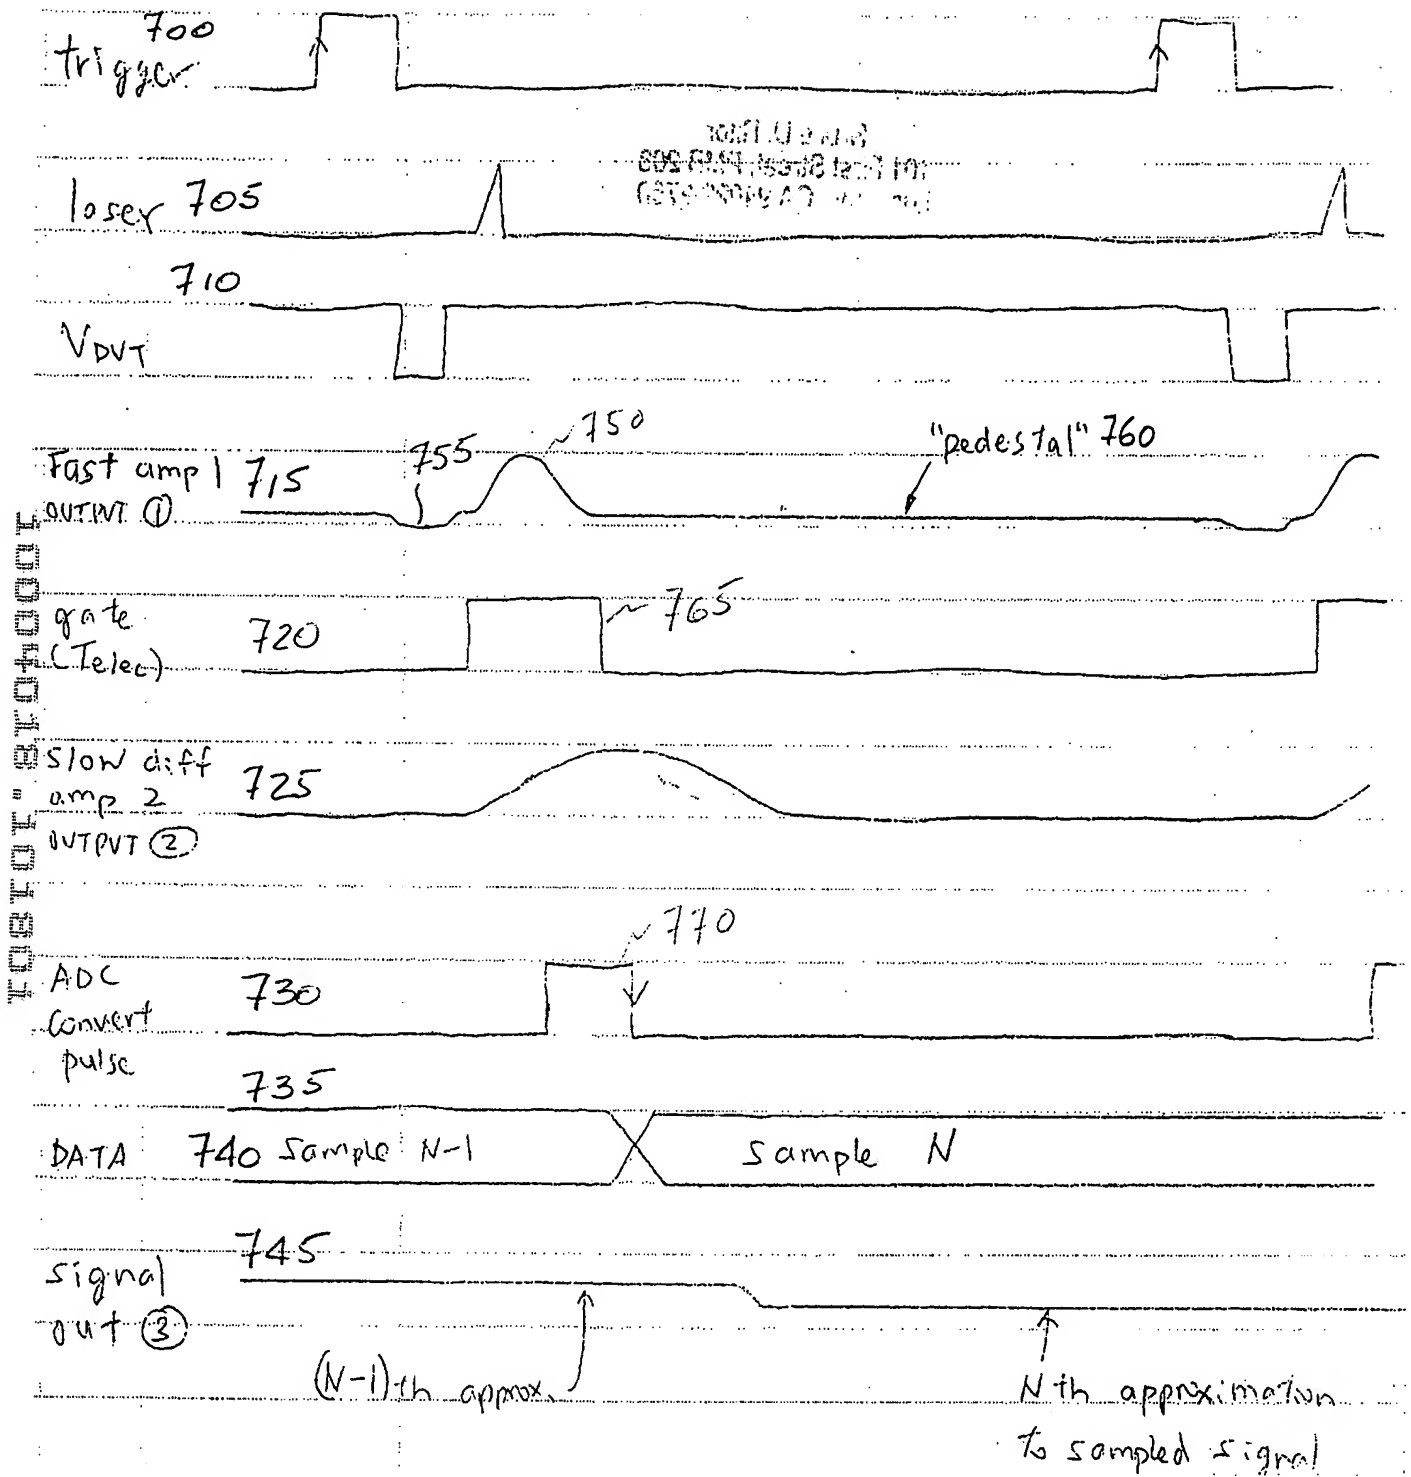 700
trigger
laser 705
710
VDVT
750
"pedestal" 760
755
Fast amp 1 715
OUTPUT ①
765
gate
(Telec)
720
Slow diff
amp 2
725
OUTPUT ②
770
ADC
convert
pulse
730
735
DATA 740 Sample N-1
Sample N
745
signal
out ③
(N-1)th approx.
Nth approximation
to sampled signal